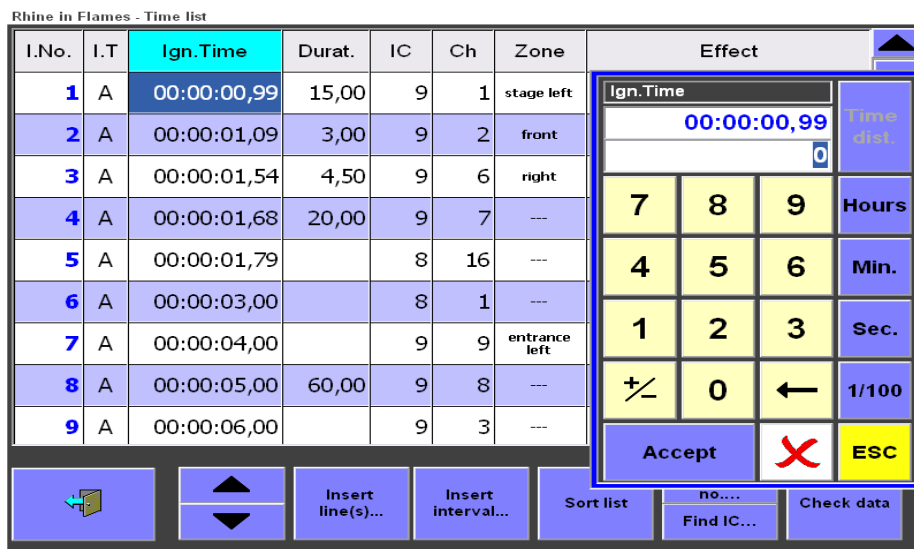 Rhine in Flames - Time list
I.No. I.T Ign.Time Durat. IC Ch Zone Effect
1 A 00:00:00,99 15,00 9 1 stage left
2 A 00:00:01,09 3,00 9 2 front
3 A 00:00:01,54 4,50 9 6 right
4 A 00:00:01,68 20,00 9 7 ---
5 A 00:00:01,79 8 16 ---
6 A 00:00:03,00 8 1 ---
7 A 00:00:04,00 9 9 entrance left
8 A 00:00:05,00 60,00 9 8 ---
9 A 00:00:06,00 9 3 ---
Ign.Time
00:00:00,99
0
Time
dist.
7 8 9 Hours
4 5 6 Min.
1 2 3 Sec.
+/- 0 ← 1/100
Accept ESC
Insert
line(s)...
Insert
interval...
Sort list
no....
Find IC...
Check data